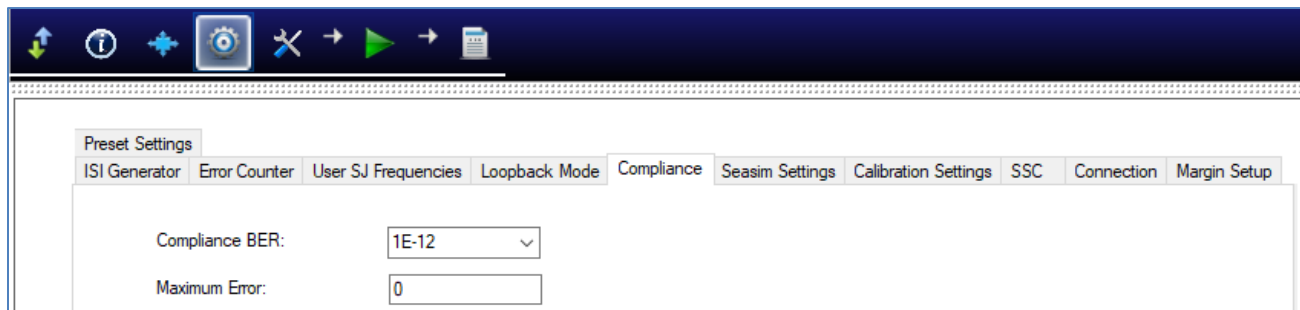 Preset Settings
ISI Generator Error Counter User SJ Frequencies Loopback Mode Compliance Seasim Settings Calibration Settings SSC Connection Margin Setup
Compliance BER: 1E-12
Maximum Error: 0